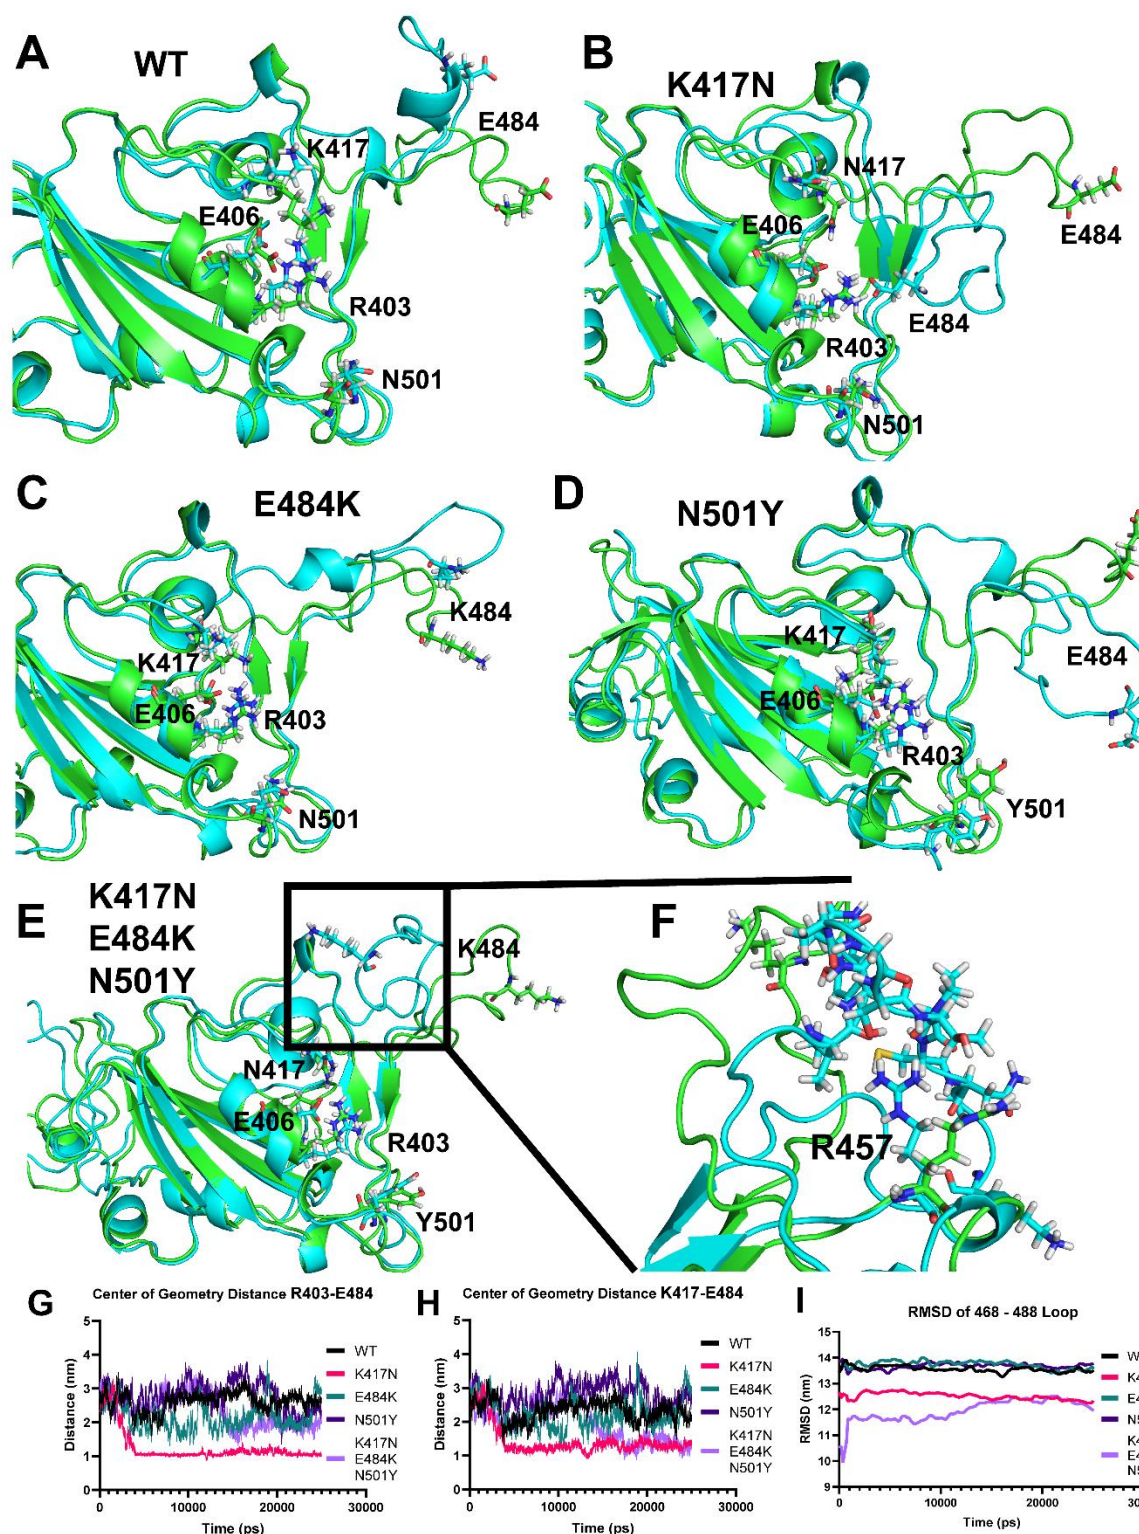 A
WT
E484
K417
E406
R403
N501
B
K417N
N417
E406
E484
E484
R403
N501
C
E484K
K484
K417
E406
R403
N501
D
N501Y
K417
E484
E406
R403
Y501
E
K417N
E484K
N501Y
K484
N417
E406
R403
Y501
F
R457
G
Center of Geometry Distance R403-E484
Distance (nm)
5
4
3
2
1
0
0 10000 20000 30000
Time (ps)
WT
K417N
E484K
N501Y
K417N
E484K
N501Y
H
Center of Geometry Distance K417-E484
Distance (nm)
5
4
3
2
1
0
0 10000 20000 30000
Time (ps)
WT
K417N
E484K
N501Y
K417N
E484K
N501Y
I
RMSD of 468 - 488 Loop
RMSD (nm)
15
14
13
12
11
10
9
0 10000 20000
Time (ps)